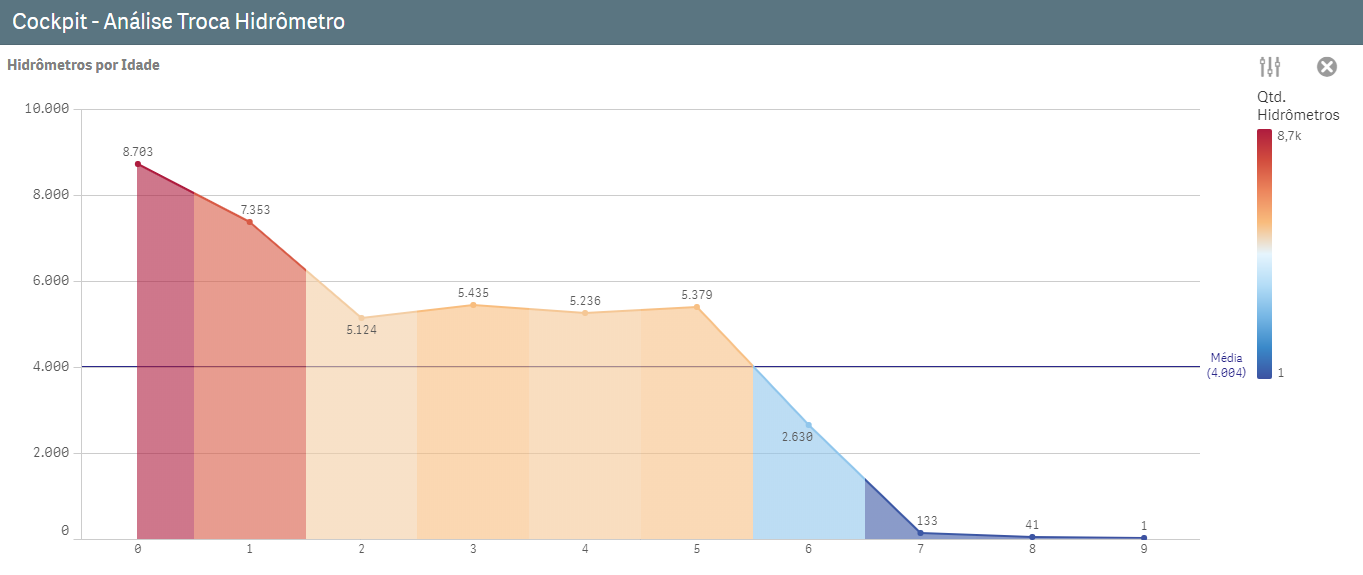 Cockpit - Análise Troca Hidrômetro
Hidrômetros por Idade
Qtd.
Hidrômetros
8,7k
1
10.000
8.000
6.000
4.000
2.000
0
8.703
7.353
5.124
5.435
5.236
5.379
2.630
133
41
1
Média
(4.004)
0 1 2 3 4 5 6 7 8 9